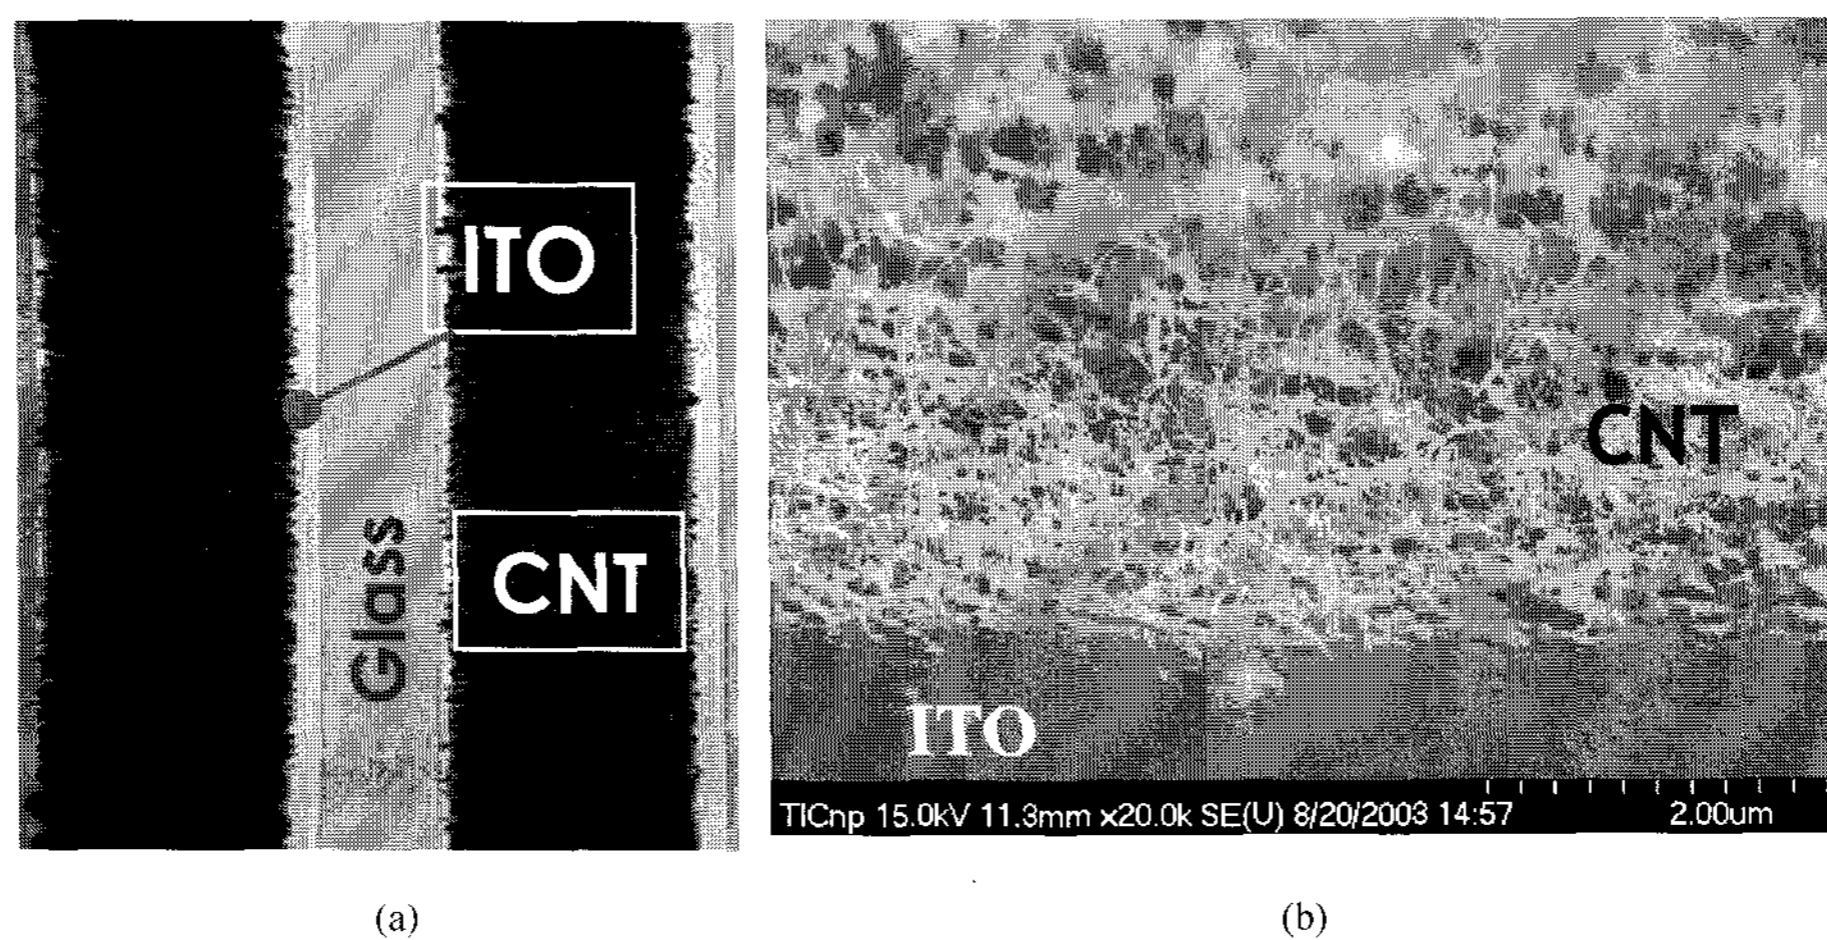 ITO
CNT
Glass
CNT
ITO
TICnp 15.0kV 11.3mm x20.0k SE(U) 8/20/2003 14:57 2.00um
(a)
(b)